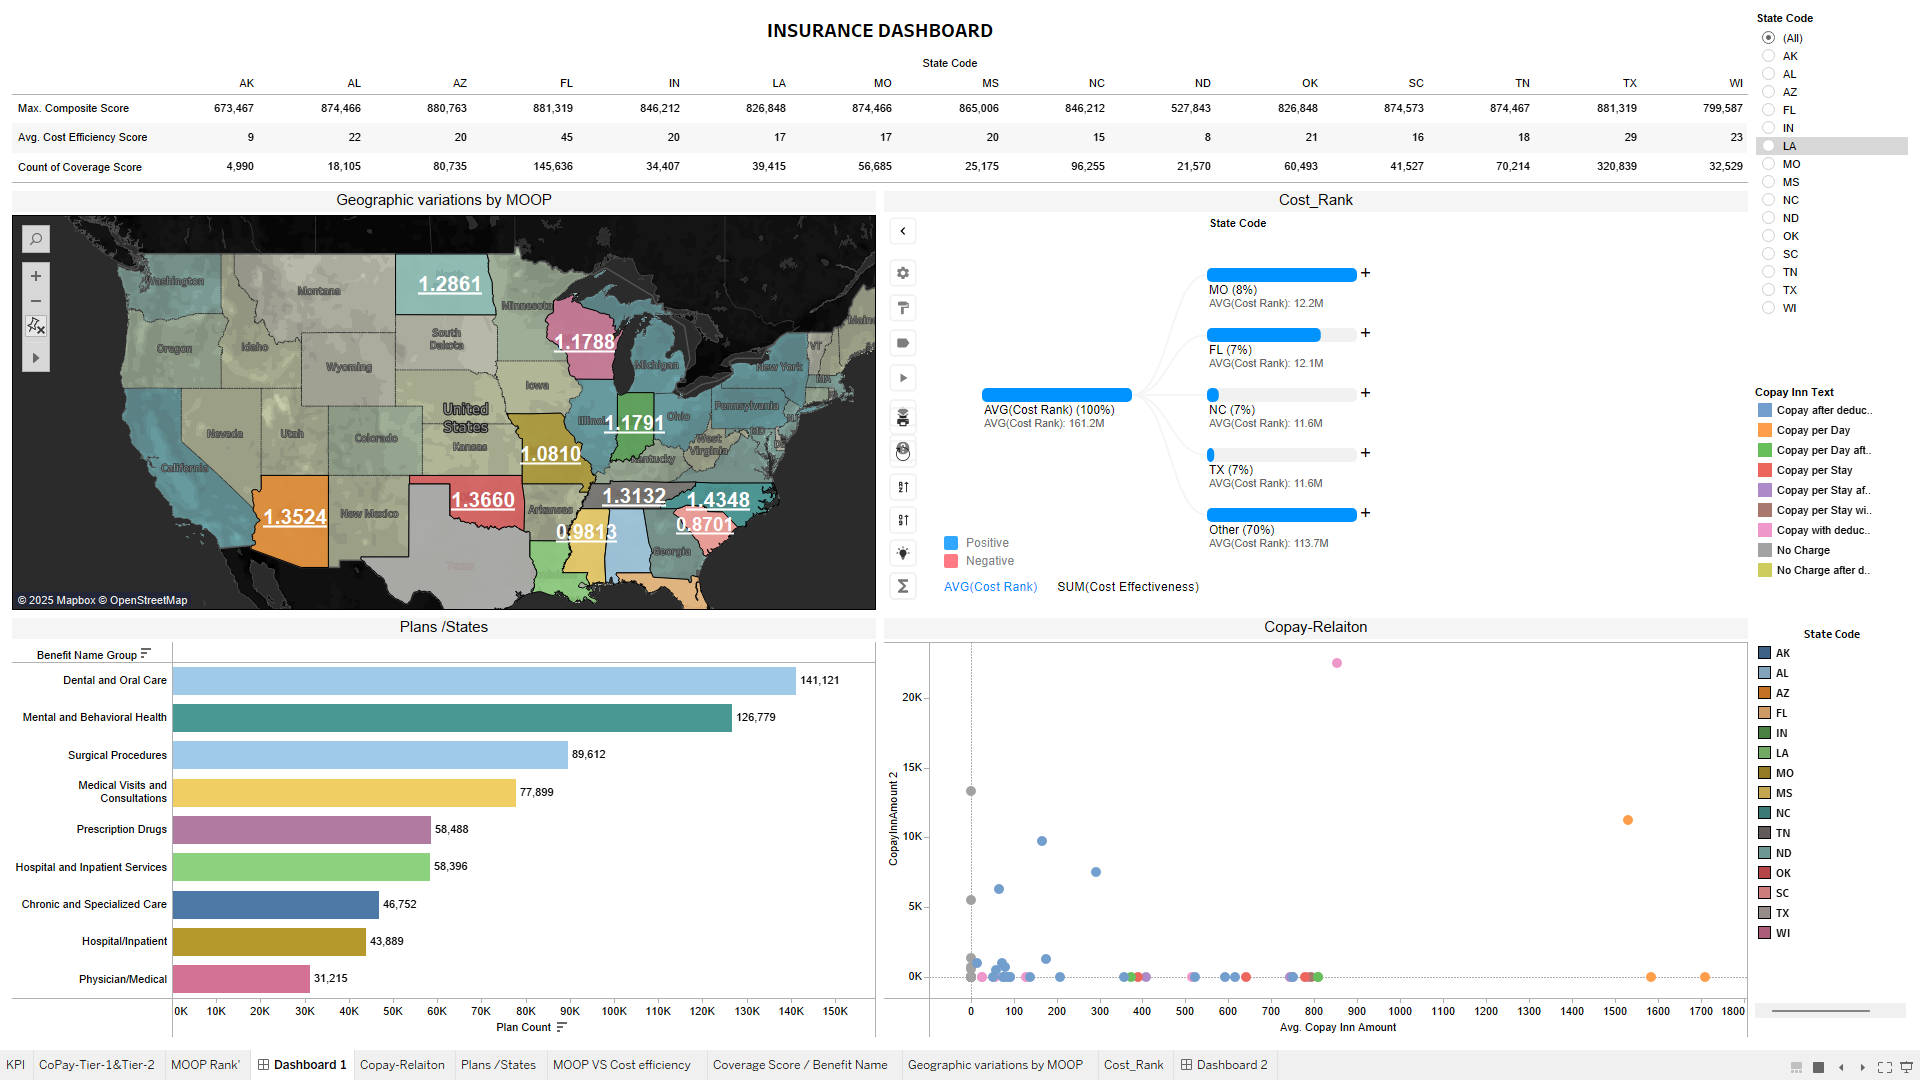 INSURANCE DASHBOARD
State Code
AK AL AZ FL IN LA MO MS NC ND OK SC TN TX WI
Max. Composite Score 673,467 874,466 880,763 881,319 846,212 826,848 874,466 865,006 846,212 527,843 826,848 874,573 874,467 881,319 799,587
Avg. Cost Efficiency Score 9 22 20 45 20 17 17 20 15 8 21 16 18 29 23
Count of Coverage Score 4,990 18,105 80,735 145,636 34,407 39,415 56,685 25,175 96,255 21,570 60,493 41,527 70,214 320,839 32,529
State Code
(All)
AK
AL
AZ
FL
IN
LA
MO
MS
NC
ND
OK
SC
TN
TX
WI
Geographic variations by MOOP
Washington
Montana
1.2861
Minnesota
Maine
Oregon
Idaho
South
Dakota
1.1788
VT
Wyoming
Michigan
New York
MA
Iowa
United
States
Nevada
Utah
Colorado
Kansas
Illinois
1.1791
Ohio
Pennsylvania
NJ
MD
DE
West
Virginia
California
1.0810
Kentucky
1.3524
New Mexico
1.3660
Arkansas
1.3132
1.4348
0.9813
0.8701
Georgia
Texas
© 2025 Mapbox © OpenStreetMap
Cost_Rank
State Code
AVG(Cost Rank) (100%)
AVG(Cost Rank): 161.2M
MO (8%)
AVG(Cost Rank): 12.2M
FL (7%)
AVG(Cost Rank): 12.1M
NC (7%)
AVG(Cost Rank): 11.6M
TX (7%)
AVG(Cost Rank): 11.6M
Other (70%)
AVG(Cost Rank): 113.7M
Positive
Negative
AVG(Cost Rank) SUM(Cost Effectiveness)
Copay Inn Text
Copay after deduc..
Copay per Day
Copay per Day aft..
Copay per Stay
Copay per Stay af..
Copay per Stay wi..
Copay with deduc..
No Charge
No Charge after d..
Plans /States
Benefit Name Group
Dental and Oral Care 141,121
Mental and Behavioral Health 126,779
Surgical Procedures 89,612
Medical Visits and
Consultations 77,899
Prescription Drugs 58,488
Hospital and Inpatient Services 58,396
Chronic and Specialized Care 46,752
Hospital/Inpatient 43,889
Physician/Medical 31,215
0K 10K 20K 30K 40K 50K 60K 70K 80K 90K 100K 110K 120K 130K 140K 150K
Plan Count
Copay-Relaiton
20K
15K
10K
5K
0K
CopayInnAmount 2
0 100 200 300 400 500 600 700 800 900 1000 1100 1200 1300 1400 1500 1600 1700 1800
Avg. Copay Inn Amount
State Code
AK
AL
AZ
FL
IN
LA
MO
MS
NC
TN
ND
OK
SC
TX
WI
KPI CoPay-Tier-1&Tier-2 MOOP Rank' Dashboard 1 Copay-Relaiton Plans /States MOOP VS Cost efficiency Coverage Score / Benefit Name Geographic variations by MOOP Cost_Rank Dashboard 2